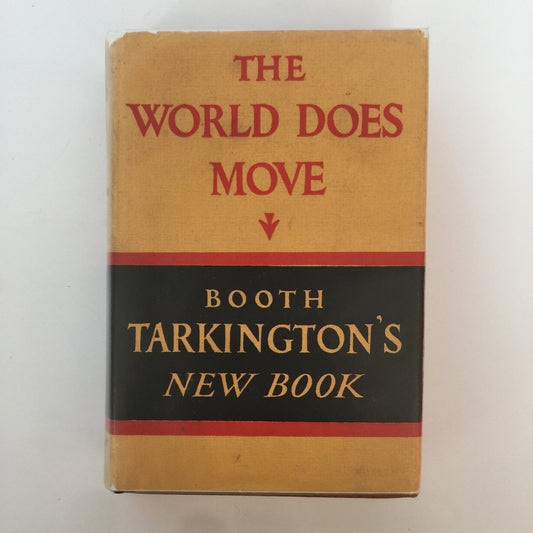 THE
WORLD DOES
MOVE
BOOTH
TARKINGTON'S
NEW BOOK